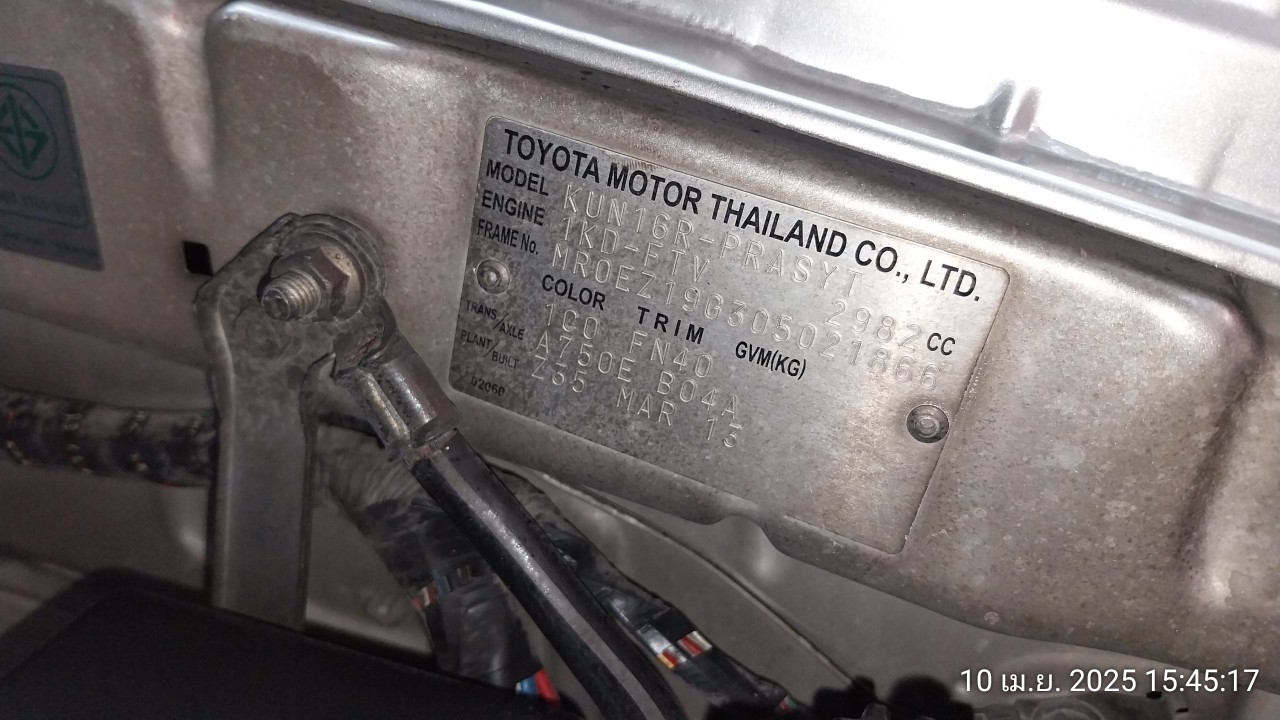 TOYOTA MOTOR THAILAND CO., LTD.
MODEL KUN16R-PRASYT
ENGINE 1KD-FTV 2982 CC
FRAME No. MR0EZ19G305021866
COLOR TRIM GVM(KG)
1C0 FN40
TRANS/AXLE A750E B04A
PLANT/BUILT Z35 MAR 13
02060
10 เม.ย. 2025 15:45:17